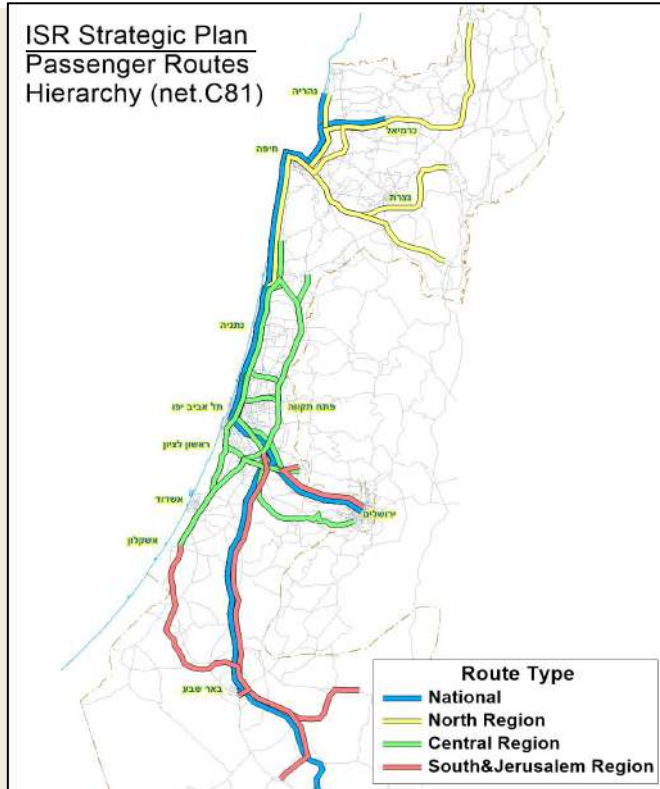 ISR Strategic Plan
Passenger Routes
Hierarchy (net.C81)
נהריה
כרמיאל
חיפה
נצרת
נתניה
תל אביב יפו
פתח תקווה
ראשון לציון
אשדוד
ירושלים
אשקלון
באר שבע
Route Type
National
North Region
Central Region
South&Jerusalem Region